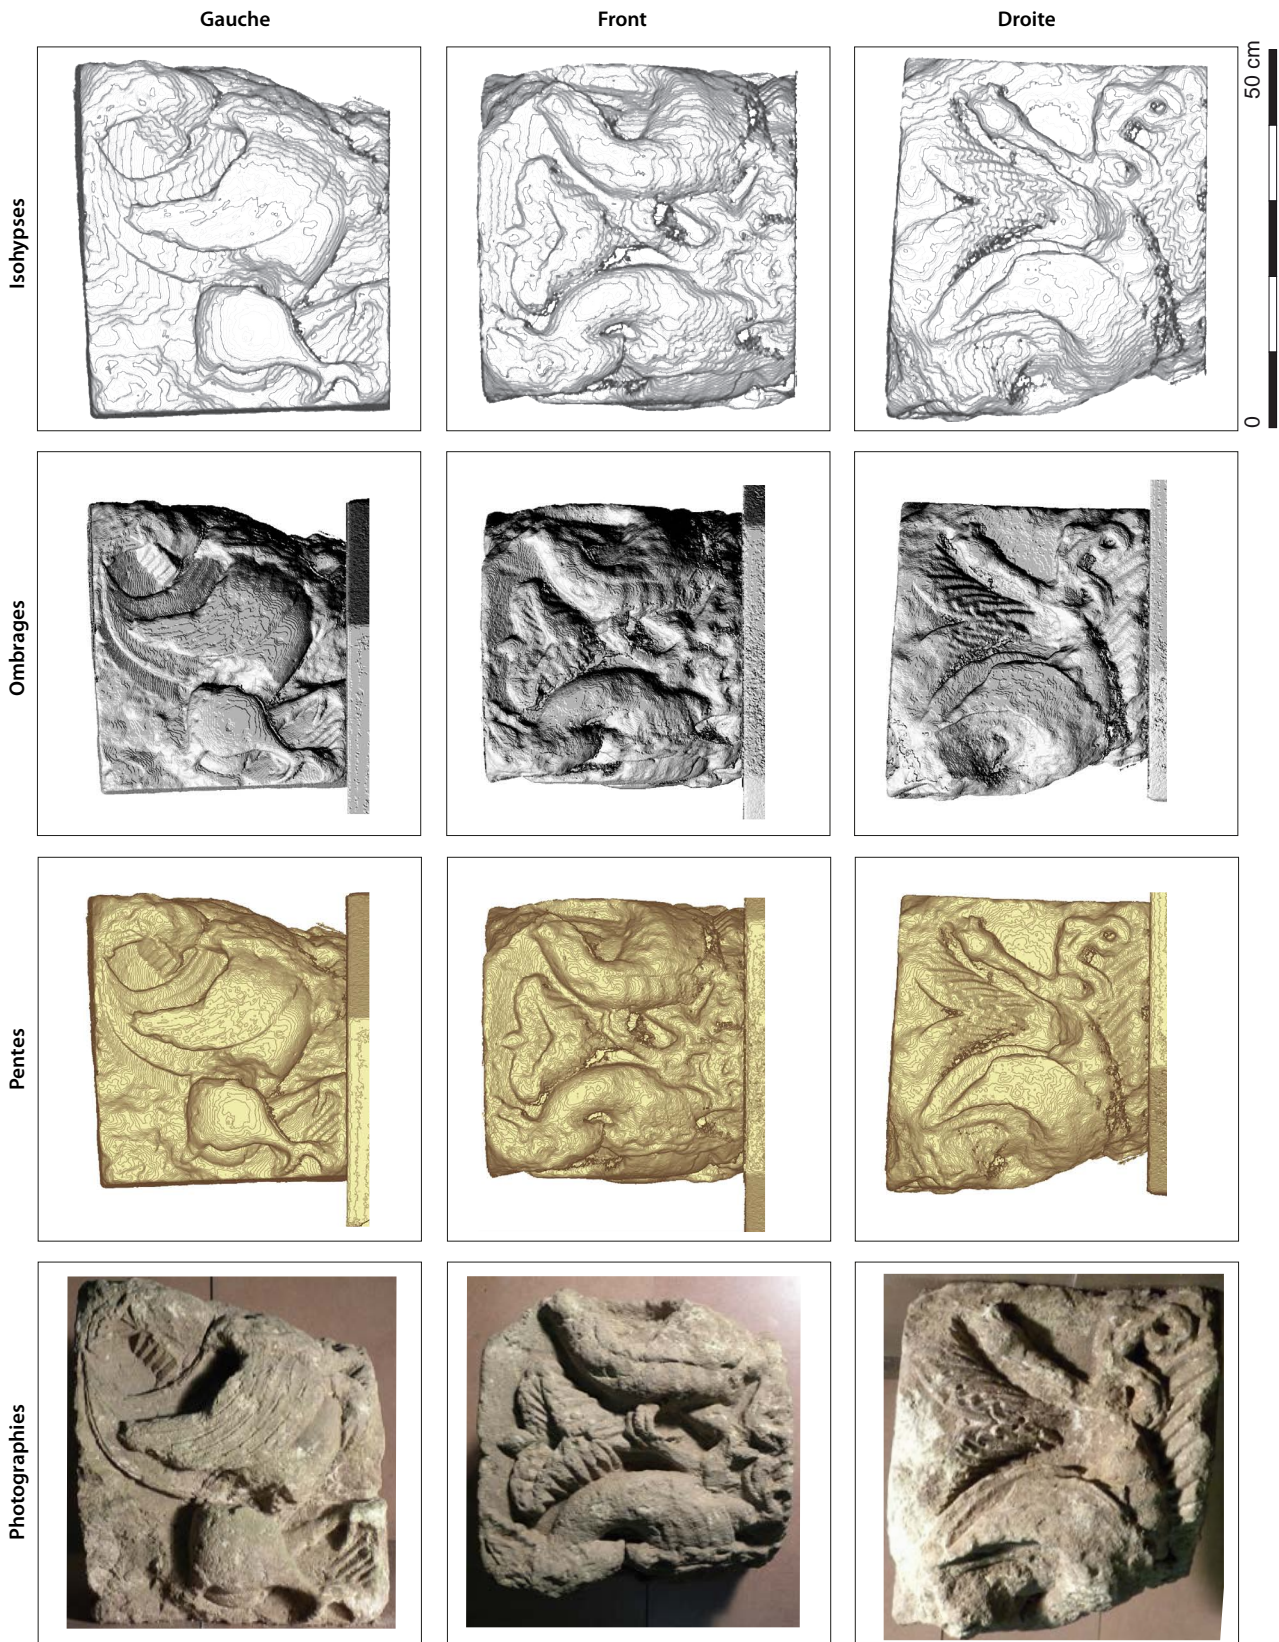 Gauche
Front
Droite
Isohypses
50 cm
0
Ombrages
Pentes
Photographies